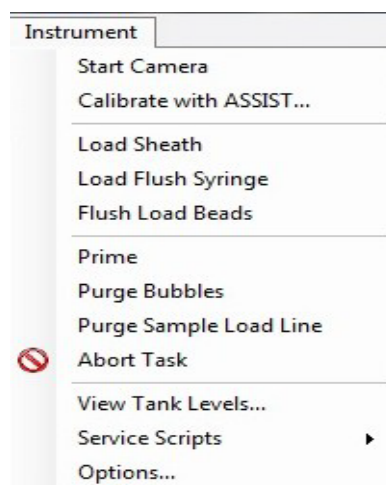 Instrument
Start Camera
Calibrate with ASSIST...
Load Sheath
Load Flush Syringe
Flush Load Beads
Prime
Purge Bubbles
Purge Sample Load Line
Abort Task
View Tank Levels...
Service Scripts
Options...